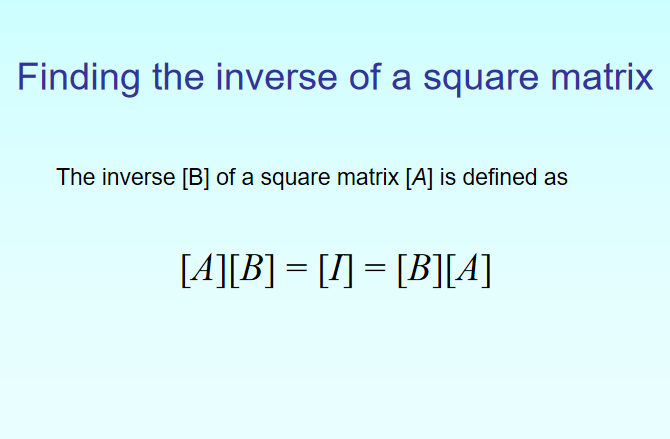 Finding the inverse of a square matrix
The inverse [B] of a square matrix [A] is defined as
[A][B] = [I] = [B][A]